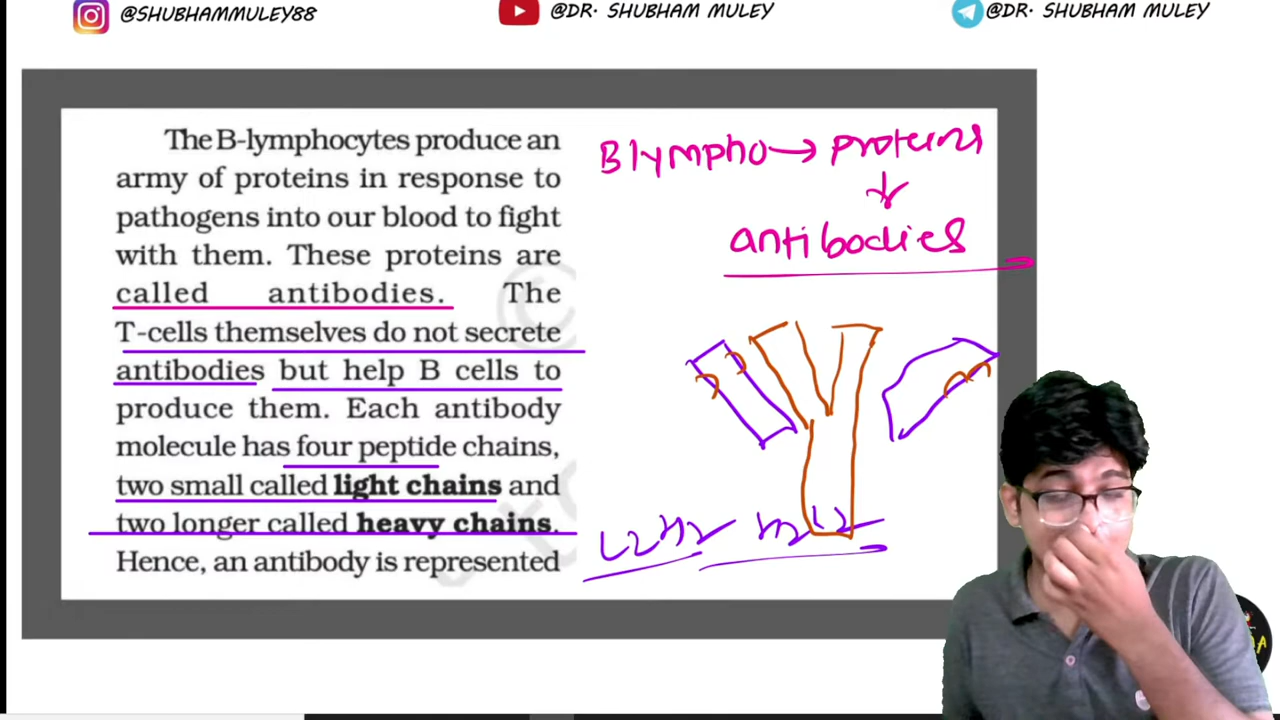 @SHUBHAMMULEY88
@DR. SHUBHAM MULEY
@DR. SHUBHAM MULEY
The B-lymphocytes produce an
army of proteins in response to
pathogens into our blood to fight
with them. These proteins are
called antibodies. The
T-cells themselves do not secrete
antibodies but help B cells to
produce them. Each antibody
molecule has four peptide chains,
two small called light chains and
two longer called heavy chains.
Hence, an antibody is represented
B lympho → proteins
↓
antibodies
L2H2 H2L2